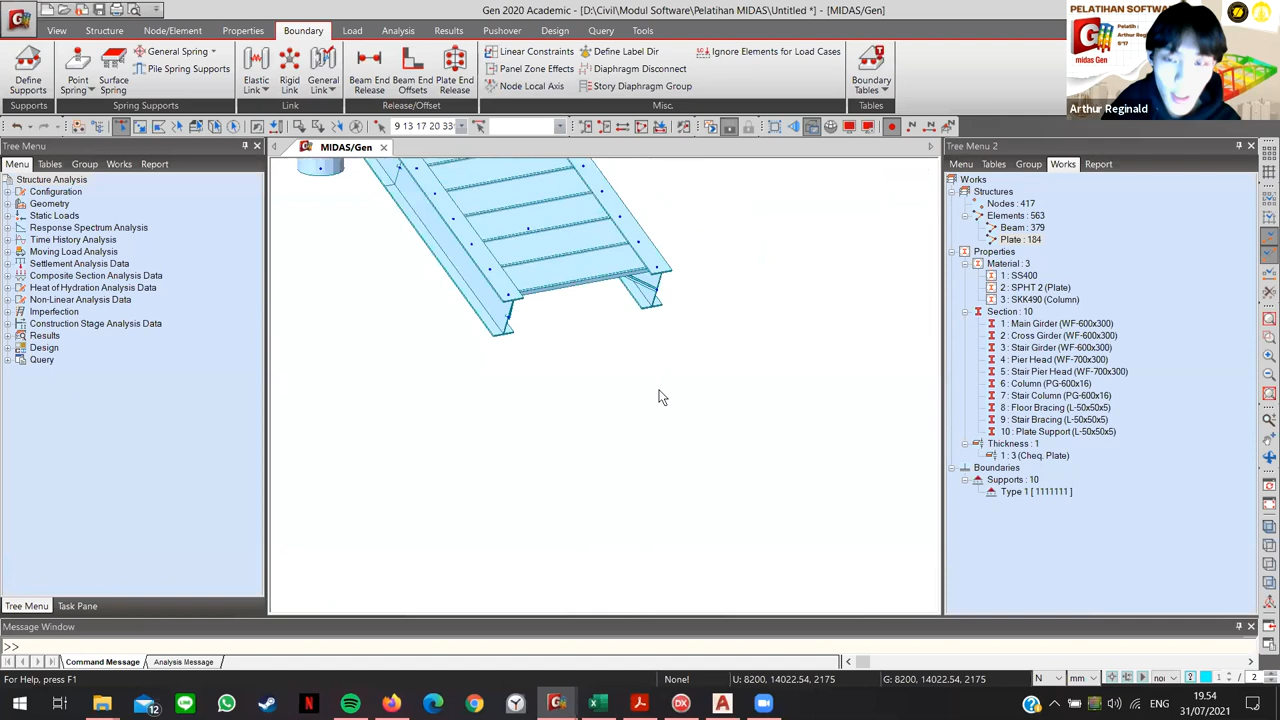 Gen 2020 Academic - [D:\Civil\Modul Software\Pelatihan MIDAS\Untitled *] - [MIDAS/Gen]
View Structure Node/Element Properties Boundary Load Analysis Results Pushover Design Query Tools
Define Supports
Point Spring
Surface Spring
General Spring
Pile Spring Supports
Elastic Link
Rigid Link
General Link
Beam End Release
Beam End Offsets
Plate End Release
Linear Constraints
Panel Zone Effects
Node Local Axis
Define Label Dir.
Diaphragm Disconnect
Story Diaphragm Group
Ignore Elements for Load Cases
Boundary Tables
Supports Spring Supports Link Release/Offset Misc. Tables
9 13 17 20 33
PELATIHAN SOFTWARE
Pelatih :
Arthur Reg
S'17
midas Gen
Arthur Reginald
Tree Menu
Menu Tables Group Works Report
Structure Analysis
Configuration
Geometry
Static Loads
Response Spectrum Analysis
Time History Analysis
Moving Load Analysis
Settlement Analysis Data
Composite Section Analysis Data
Heat of Hydration Analysis Data
Non-Linear Analysis Data
Imperfection
Construction Stage Analysis Data
Results
Design
Query
Tree Menu Task Pane
MIDAS/Gen
Tree Menu 2
Menu Tables Group Works Report
Works
Structures
Nodes : 417
Elements : 563
Beam : 379
Plate : 184
Properties
Material : 3
1 : SS400
2 : SPHT 2 (Plate)
3 : SKK490 (Column)
Section : 10
1 : Main Girder (WF-600x300)
2 : Cross Girder (WF-600x300)
3 : Stair Girder (WF-600x300)
4 : Pier Head (WF-700x300)
5 : Stair Pier Head (WF-700x300)
6 : Column (PG-600x16)
7 : Stair Column (PG-600x16)
8 : Floor Bracing (L-50x50x5)
9 : Stair Bracing (L-50x50x5)
10 : Plate Support (L-50x50x5)
Thickness : 1
1 : 3 (Cheq. Plate)
Boundaries
Supports : 10
Type 1 [ 1111111 ]
Message Window
>>
Command Message Analysis Message
For Help, press F1
None!
U: 8200, 14022.54, 2175
G: 8200, 14022.54, 2175
N
mm
nor
1 / 2
12
ENG
19.54
31/07/2021